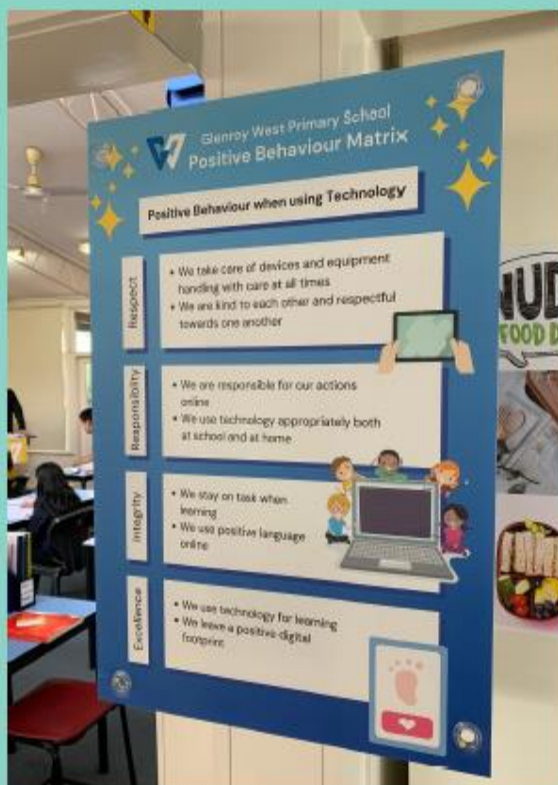 Glenroy West Primary School
Positive Behaviour Matrix
Positive Behaviour when using Technology
Respect
• We take care of devices and equipment
handling with care at all times
• We are kind to each other and respectful
towards one another
Responsibility
• We are responsible for our actions
online
• We use technology appropriately both
at school and at home
Integrity
• We stay on task when
learning
• We use positive language
online
Excellence
• We use technology for learning
• We leave a positive digital
footprint
NUD
FOOD D